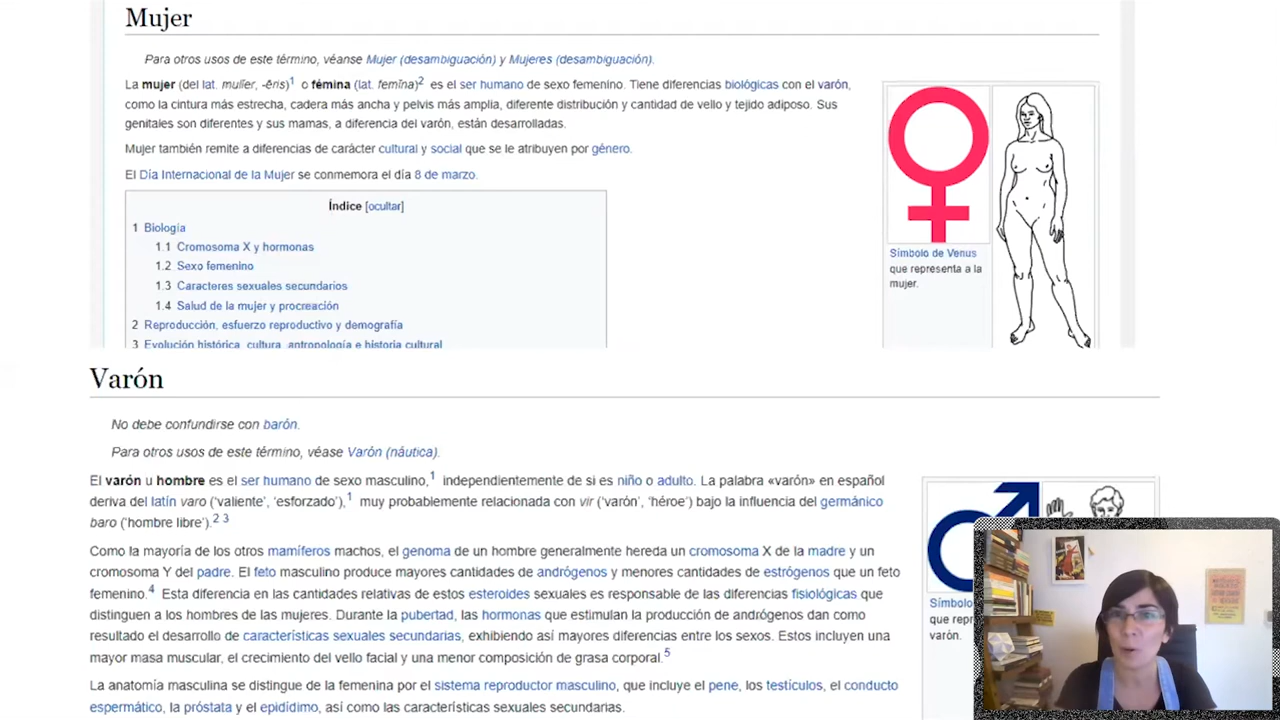 Mujer
Para otros usos de este término, véanse Mujer (desambiguación) y Mujeres (desambiguación).
La mujer (del lat. mulĭer, -ēris)1 o fémina (lat. femĭna)2 es el ser humano de sexo femenino. Tiene diferencias biológicas con el varón,
como la cintura más estrecha, cadera más ancha y pelvis más amplia, diferente distribución y cantidad de vello y tejido adiposo. Sus
genitales son diferentes y sus mamas, a diferencia del varón, están desarrolladas.
Mujer también remite a diferencias de carácter cultural y social que se le atribuyen por género.
El Día Internacional de la Mujer se conmemora el día 8 de marzo.
Índice [ocultar]
1 Biología
1.1 Cromosoma X y hormonas
1.2 Sexo femenino
1.3 Caracteres sexuales secundarios
1.4 Salud de la mujer y procreación
2 Reproducción, esfuerzo reproductivo y demografía
3 Evolución histórica, cultura, antropología e historia cultural
Símbolo de Venus
que representa a la
mujer.
Varón
No debe confundirse con barón.
Para otros usos de este término, véase Varón (náutica).
El varón u hombre es el ser humano de sexo masculino,1 independientemente de si es niño o adulto. La palabra «varón» en español
deriva del latín varo (‘valiente’, ‘esforzado’),1 muy probablemente relacionada con vir (‘varón’, ‘héroe’) bajo la influencia del germánico
baro (‘hombre libre’).2 3
Como la mayoría de los otros mamíferos machos, el genoma de un hombre generalmente hereda un cromosoma X de la madre y un
cromosoma Y del padre. El feto masculino produce mayores cantidades de andrógenos y menores cantidades de estrógenos que un feto
femenino.4 Esta diferencia en las cantidades relativas de estos esteroides sexuales es responsable de las diferencias fisiológicas que
distinguen a los hombres de las mujeres. Durante la pubertad, las hormonas que estimulan la producción de andrógenos dan como
resultado el desarrollo de características sexuales secundarias, exhibiendo así mayores diferencias entre los sexos. Estos incluyen una
mayor masa muscular, el crecimiento del vello facial y una menor composición de grasa corporal.5
La anatomía masculina se distingue de la femenina por el sistema reproductor masculino, que incluye el pene, los testículos, el conducto
espermático, la próstata y el epidídimo, así como las características sexuales secundarias.
Símbolo
que repr
varón.